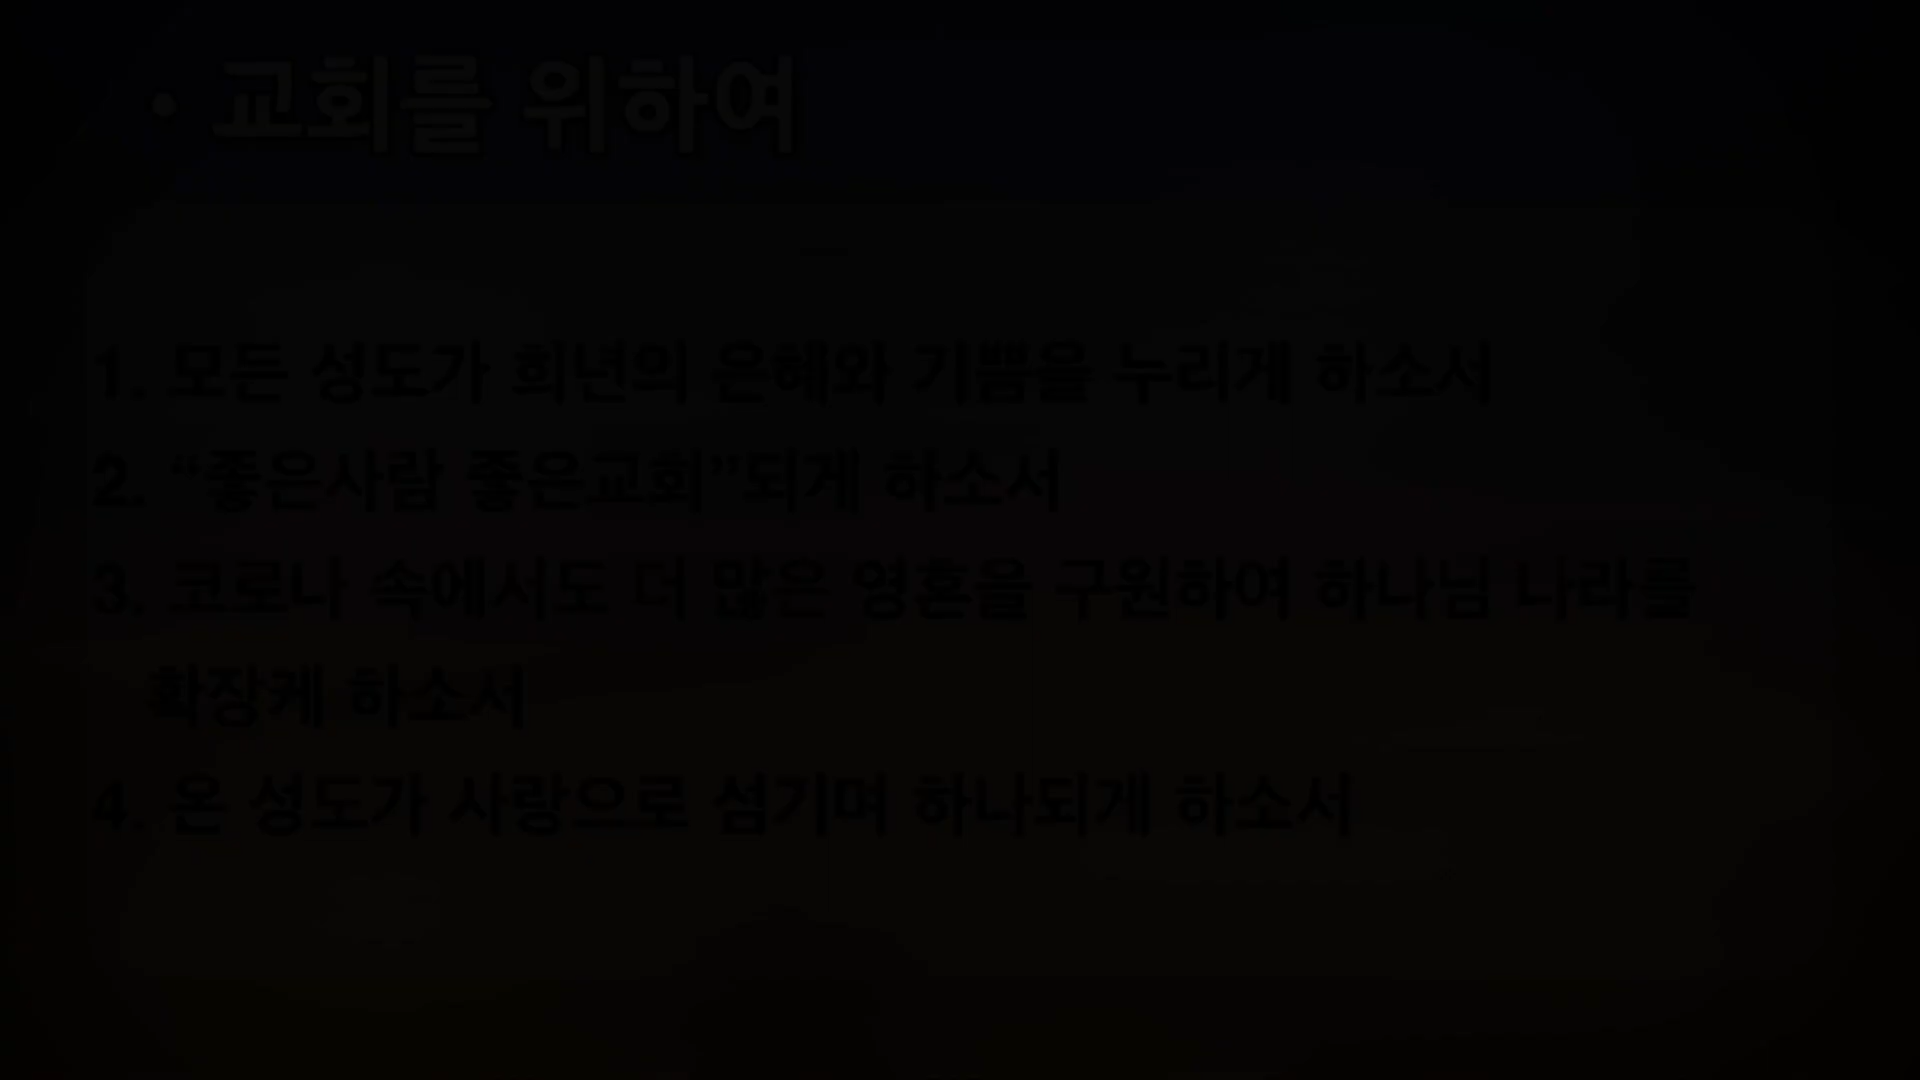 · 교회를 위하여
1. 모든 성도가 희년의 은혜와 기쁨을 누리게 하소서
2. “좋은사람 좋은교회”되게 하소서
3. 코로나 속에서도 더 많은 영혼을 구원하여 하나님 나라를
확장케 하소서
4. 온 성도가 사랑으로 섬기며 하나되게 하소서